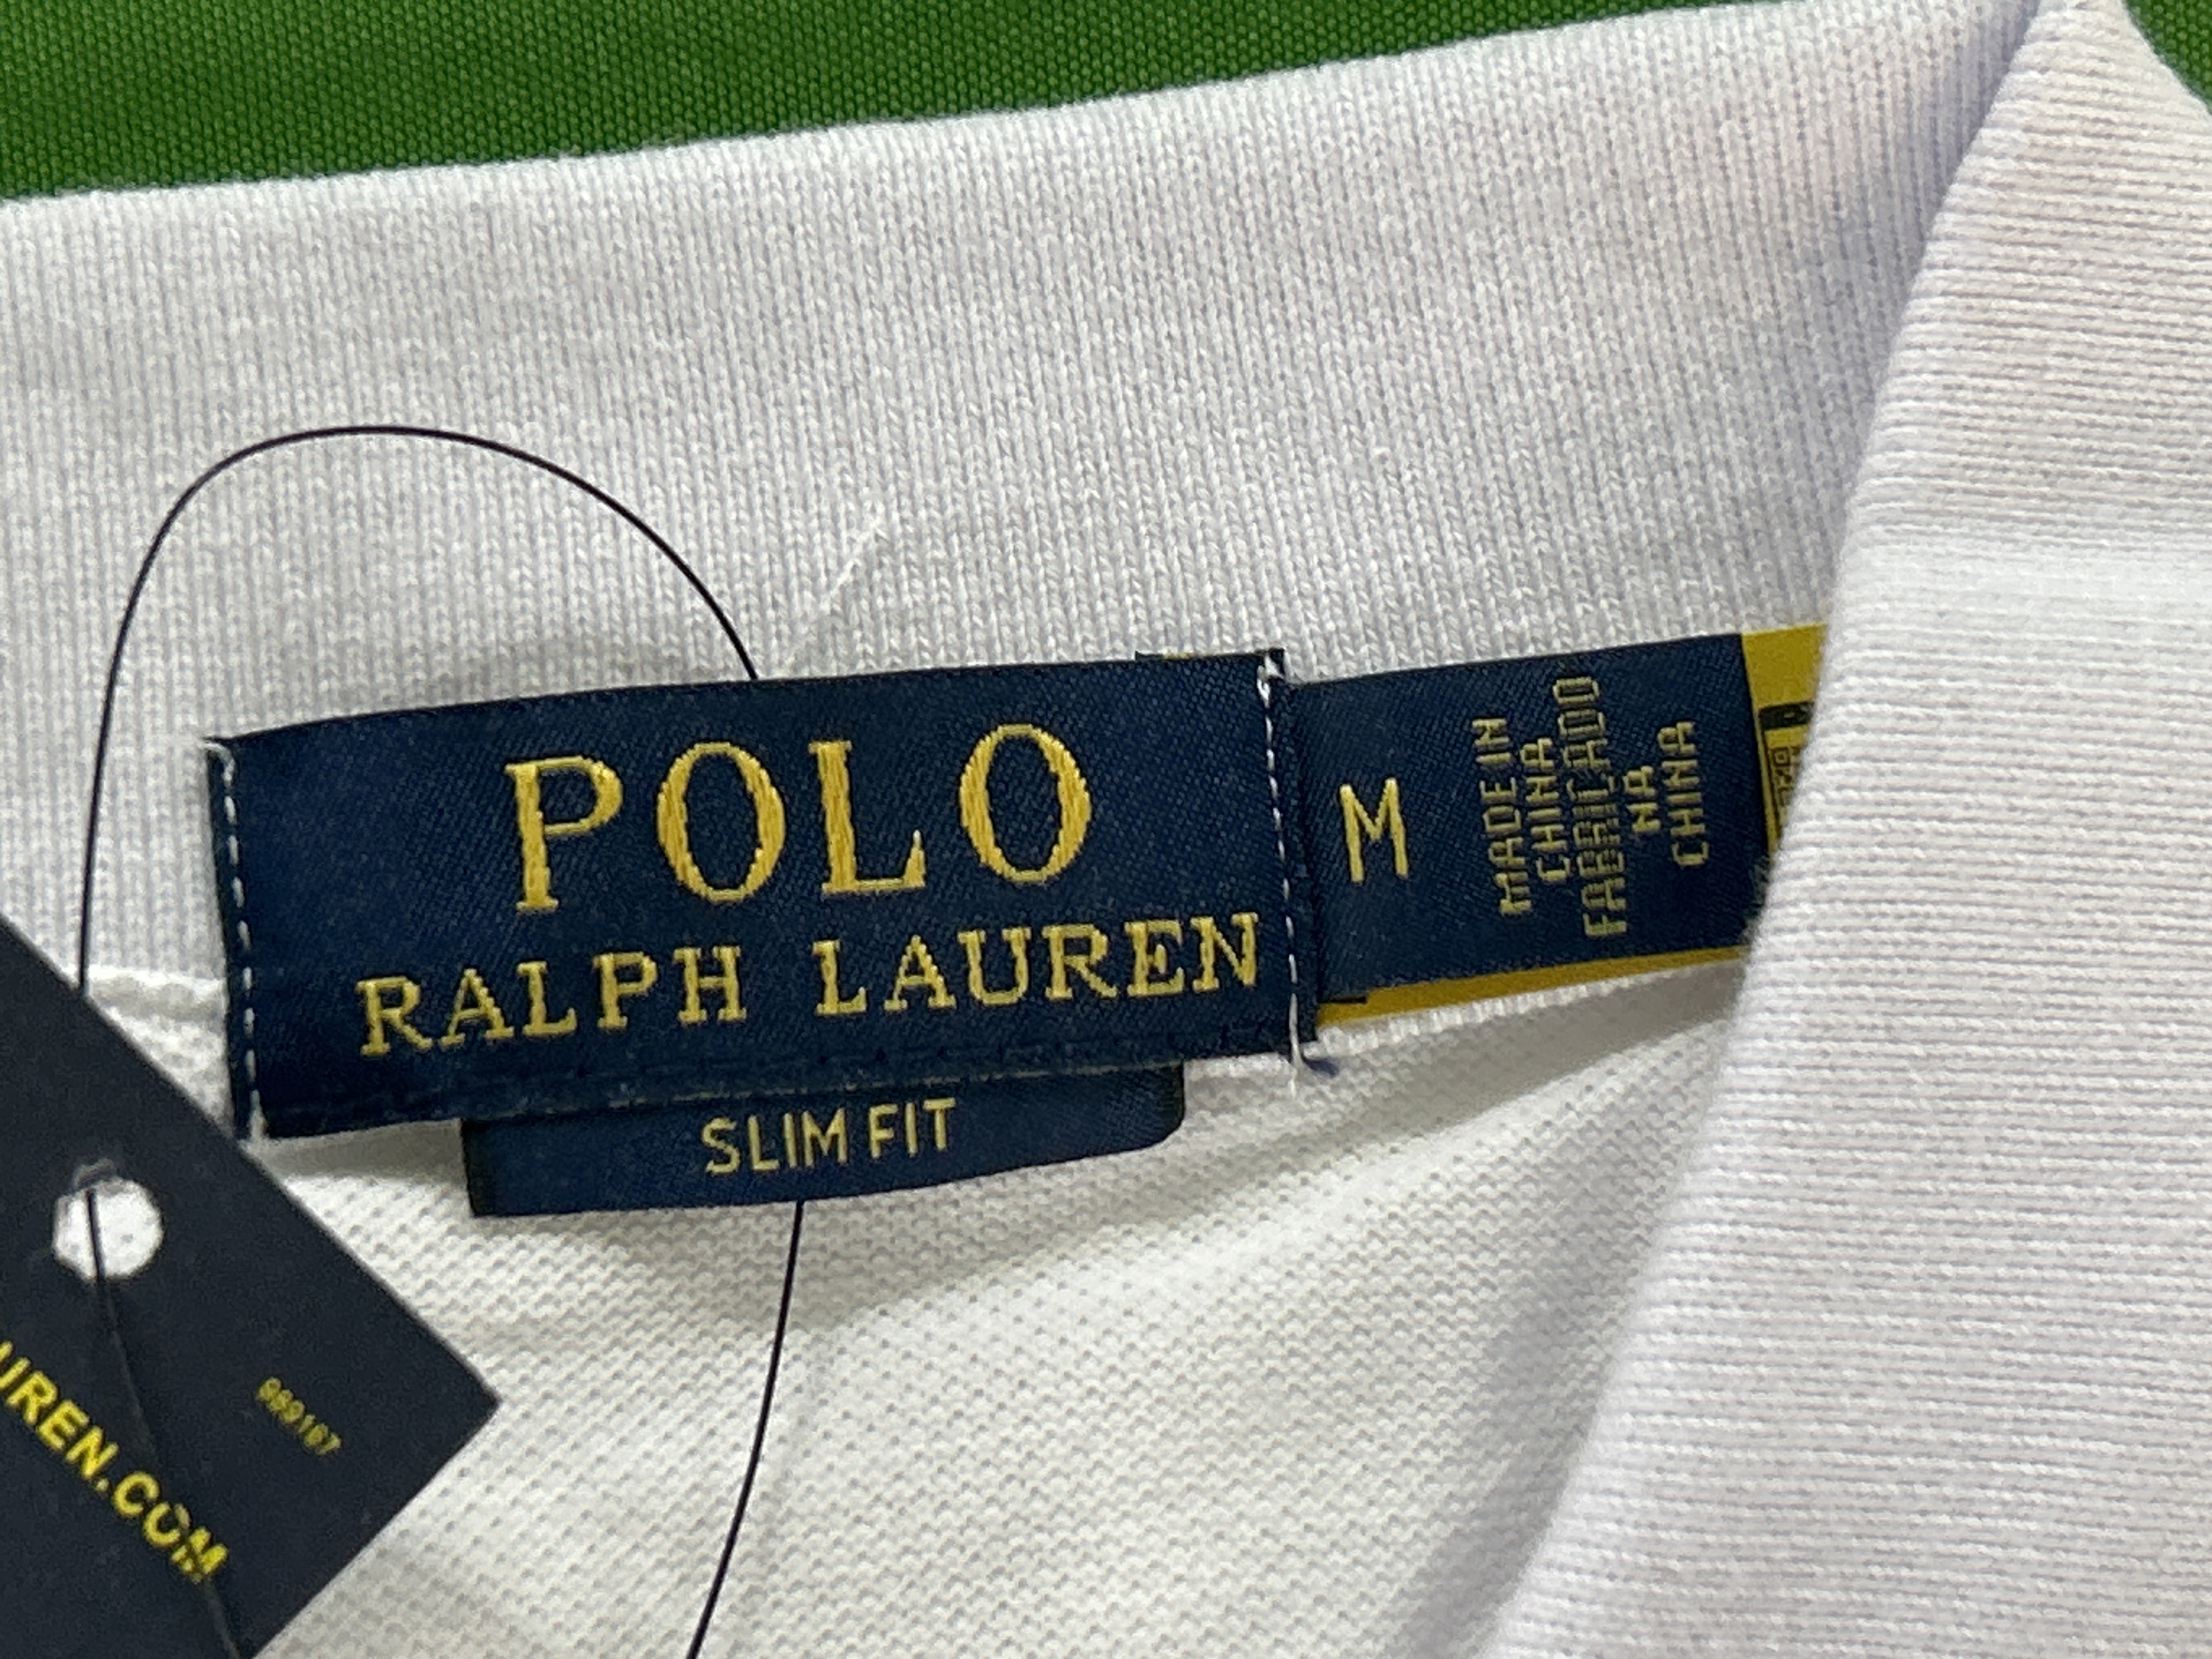 POLO
RALPH LAUREN
SLIM FIT
M
MADE IN
CHINA
FABRICADO
NA
CHINA
UREN.COM